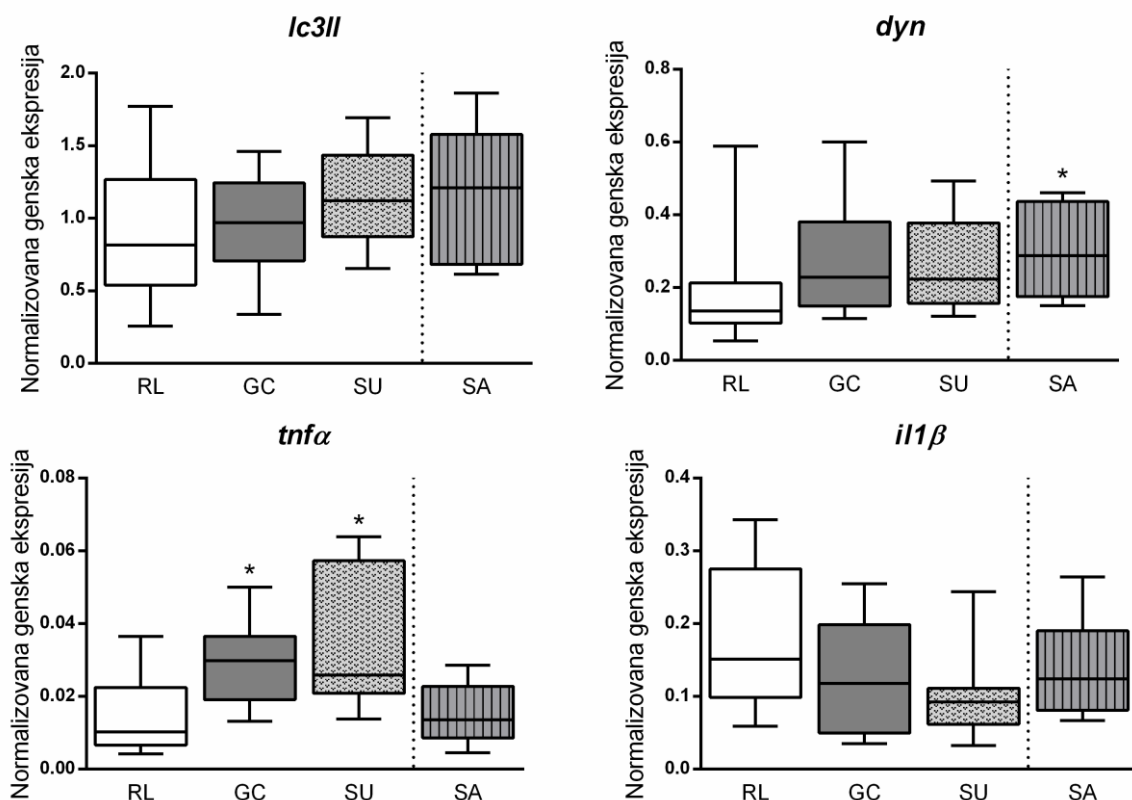 lc3II
Normalizovana genska ekspresija
2.0
1.5
1.0
0.5
0.0
RL GC SU SA
dyn
Normalizovana genska ekspresija
0.8
0.6
0.4
0.2
0.0
*
RL GC SU SA
tnfα
Normalizovana genska ekspresija
0.08
0.06
0.04
0.02
0.00
* *
RL GC SU SA
il1β
Normalizovana genska ekspresija
0.4
0.3
0.2
0.1
0.0
RL GC SU SA